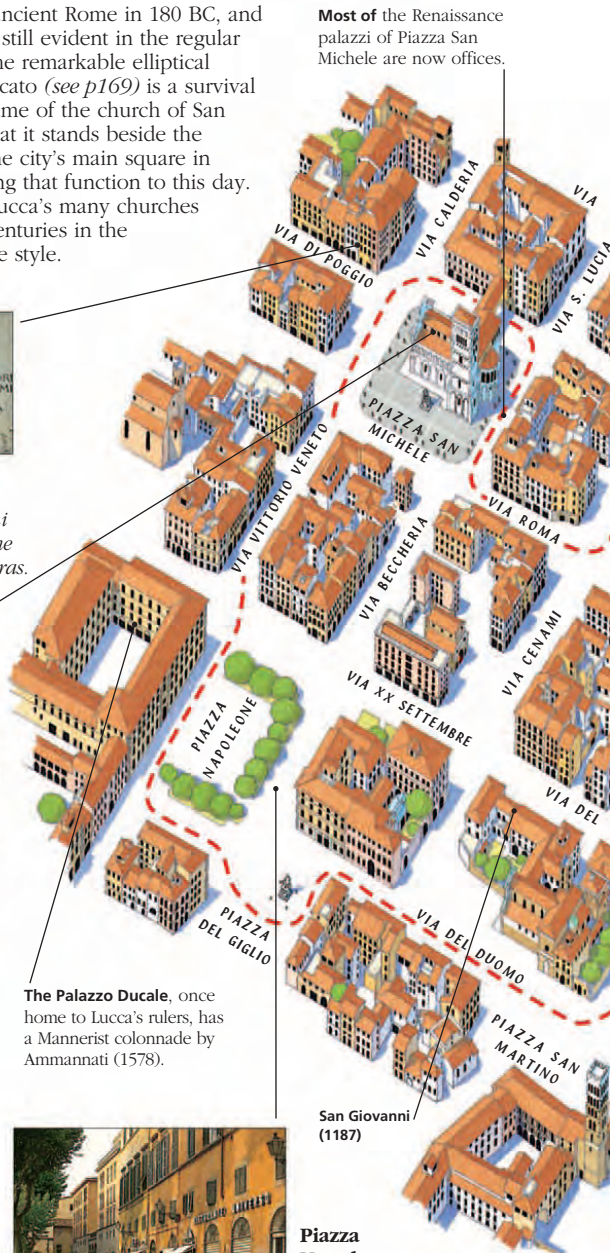 ancient Rome in 180 BC, and
still evident in the regular
remarkable elliptical
cato (see p169) is a survival
me of the church of San
at it stands beside the
city's main square in
that function to this day.
ucca's many churches
enturies in the
style.
Most of the Renaissance
palazzi of Piazza San
Michele are now offices.
VIA
VIA CALDERIA
VIA S. LUCIA
VIA DI POGGIO
PIAZZA SAN
MICHELE
VIA VITTORIO VENETO
VIA ROMA
VIA BECCHERIA
ras.
VIA CENAMI
VIA XX SETTEMBRE
PIAZZA
NAPOLEONE
VIA DEL
PIAZZA
DEL GIGLIO
VIA DEL DUOMO
The Palazzo Ducale, once
home to Lucca's rulers, has
a Mannerist colonnade by
Ammannati (1578).
PIAZZA SAN
MARTINO
San Giovanni
(1187)
Piazza